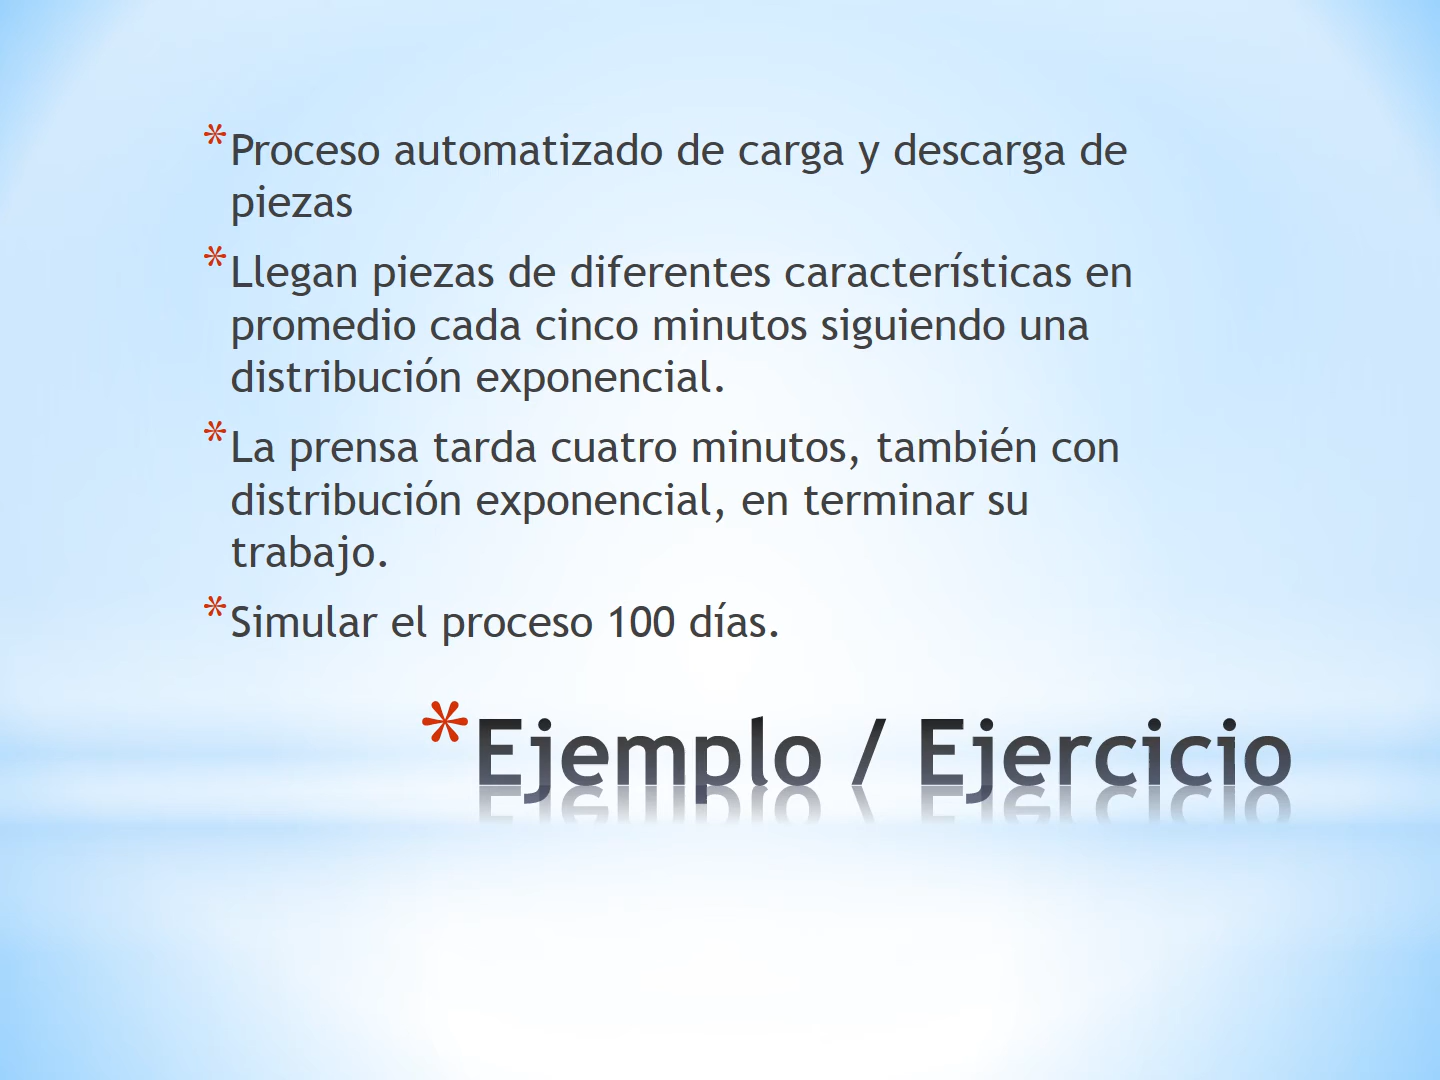 *Proceso automatizado de carga y descarga de
piezas
*Llegan piezas de diferentes características en
promedio cada cinco minutos siguiendo una
distribución exponencial.
*La prensa tarda cuatro minutos, también con
distribución exponencial, en terminar su
trabajo.
*Simular el proceso 100 días.
*Ejemplo / Ejercicio